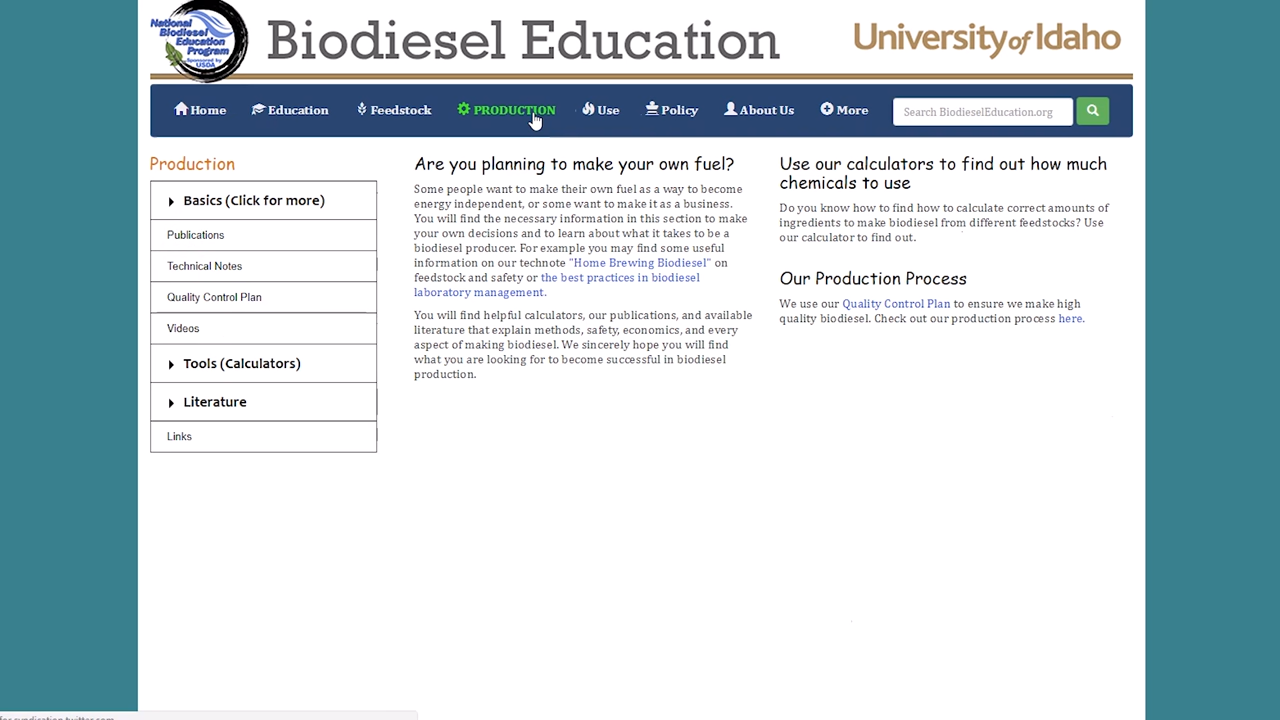 National
Biodiesel
Education
Program
Sponsored by
USDA
Biodiesel Education
University of Idaho
Home
Education
Feedstock
PRODUCTION
Use
Policy
About Us
More
Search BiodieselEducation.org
Production
Basics (Click for more)
Publications
Technical Notes
Quality Control Plan
Videos
Tools (Calculators)
Literature
Links
Are you planning to make your own fuel?
Some people want to make their own fuel as a way to become
energy independent, or some want to make it as a business.
You will find the necessary information in this section to make
your own decisions and to learn about what it takes to be a
biodiesel producer. For example you may find some useful
information on our technote "Home Brewing Biodiesel" on
feedstock and safety or the best practices in biodiesel
laboratory management.
You will find helpful calculators, our publications, and available
literature that explain methods, safety, economics, and every
aspect of making biodiesel. We sincerely hope you will find
what you are looking for to become successful in biodiesel
production.
Use our calculators to find out how much
chemicals to use
Do you know how to find how to calculate correct amounts of
ingredients to make biodiesel from different feedstocks? Use
our calculator to find out.
Our Production Process
We use our Quality Control Plan to ensure we make high
quality biodiesel. Check out our production process here.